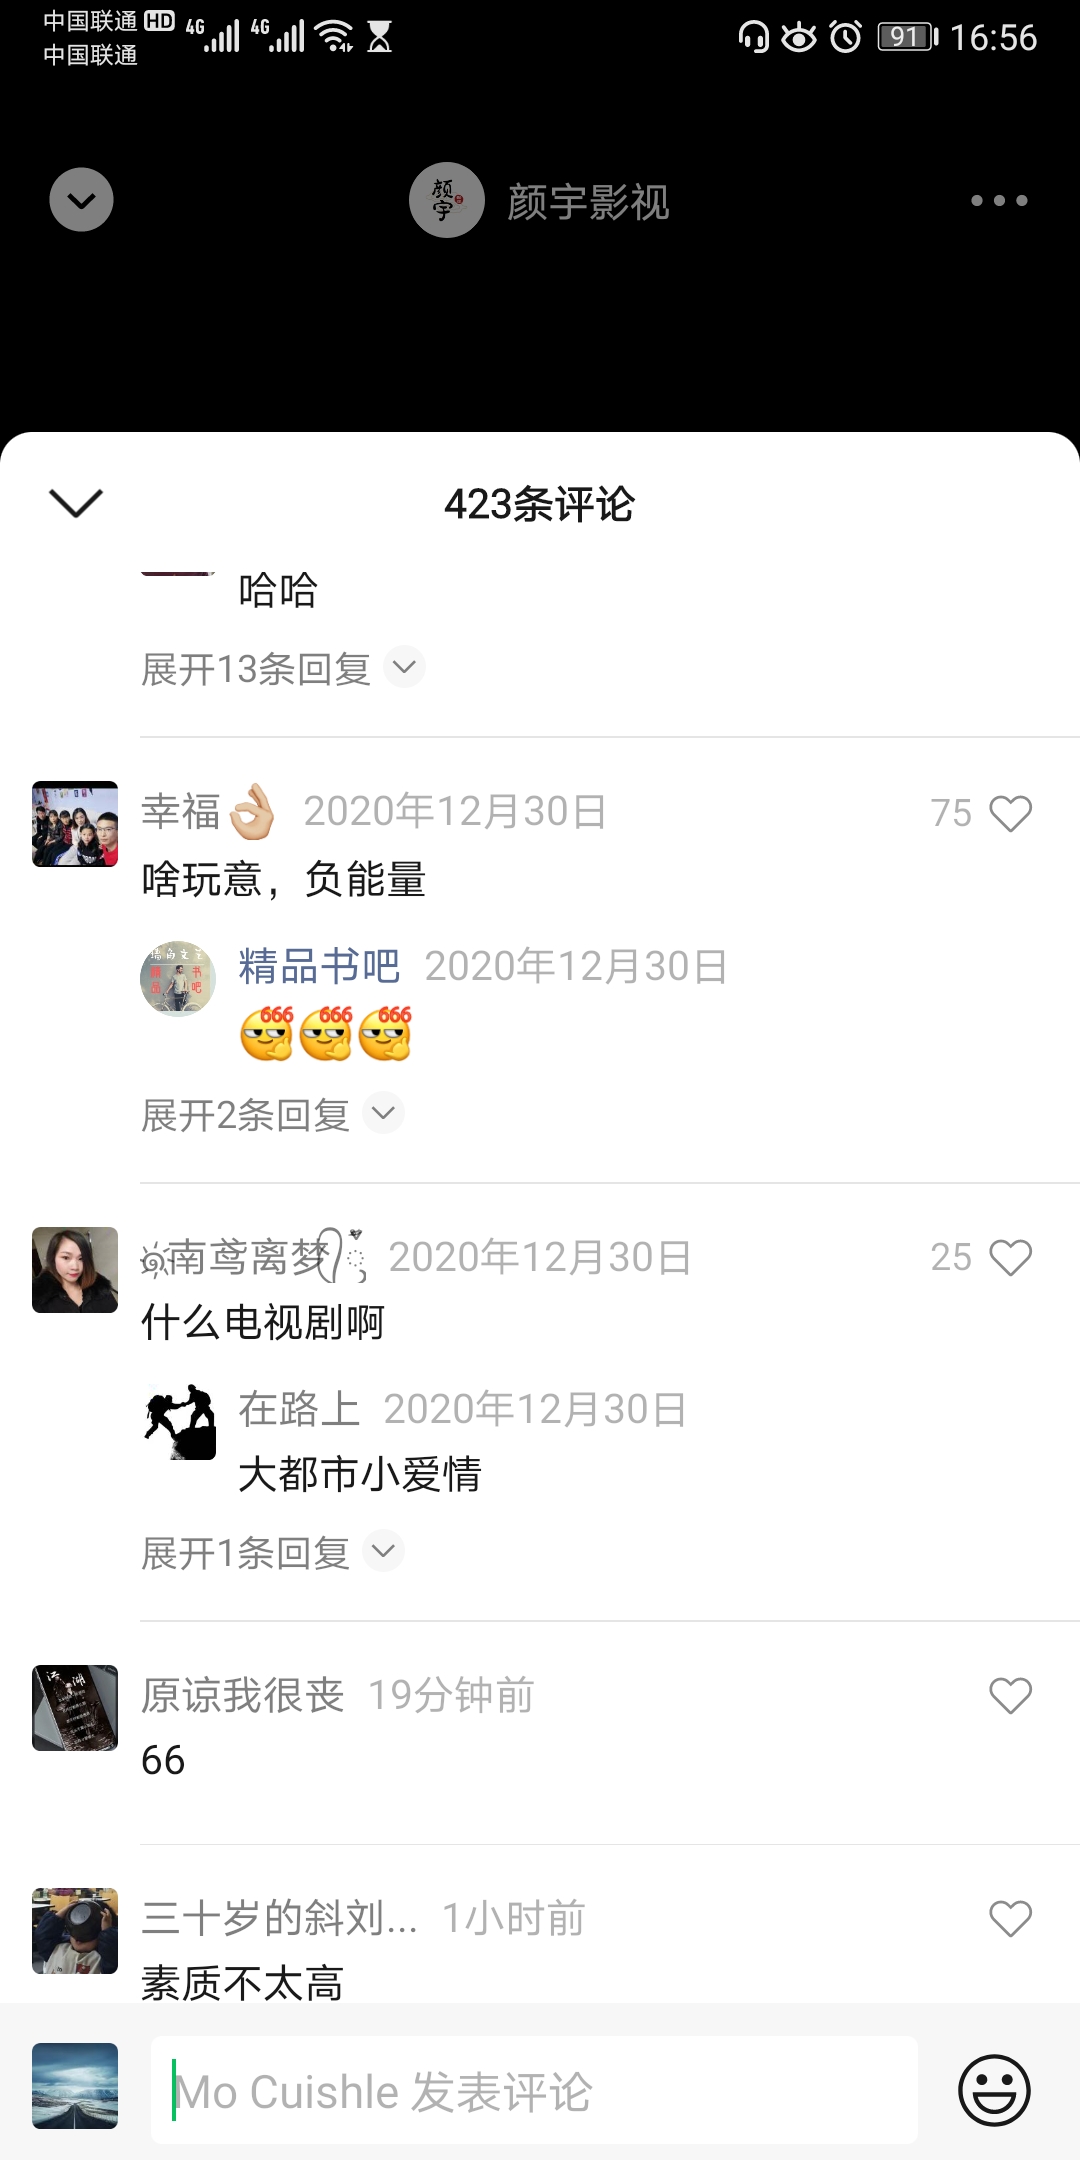 中国联通 HD 4G 4G 91 16:56
中国联通
颜宇 颜宇影视
423条评论
哈哈
展开13条回复
幸福👌🏼 2020年12月30日 75
啥玩意，负能量
精品书吧 2020年12月30日
666 666 666
展开2条回复
南鸢离梦 2020年12月30日 25
什么电视剧啊
在路上 2020年12月30日
大都市小爱情
展开1条回复
原谅我很丧 19分钟前
66
三十岁的斜刘... 1小时前
素质不太高
Mo Cuishle 发表评论